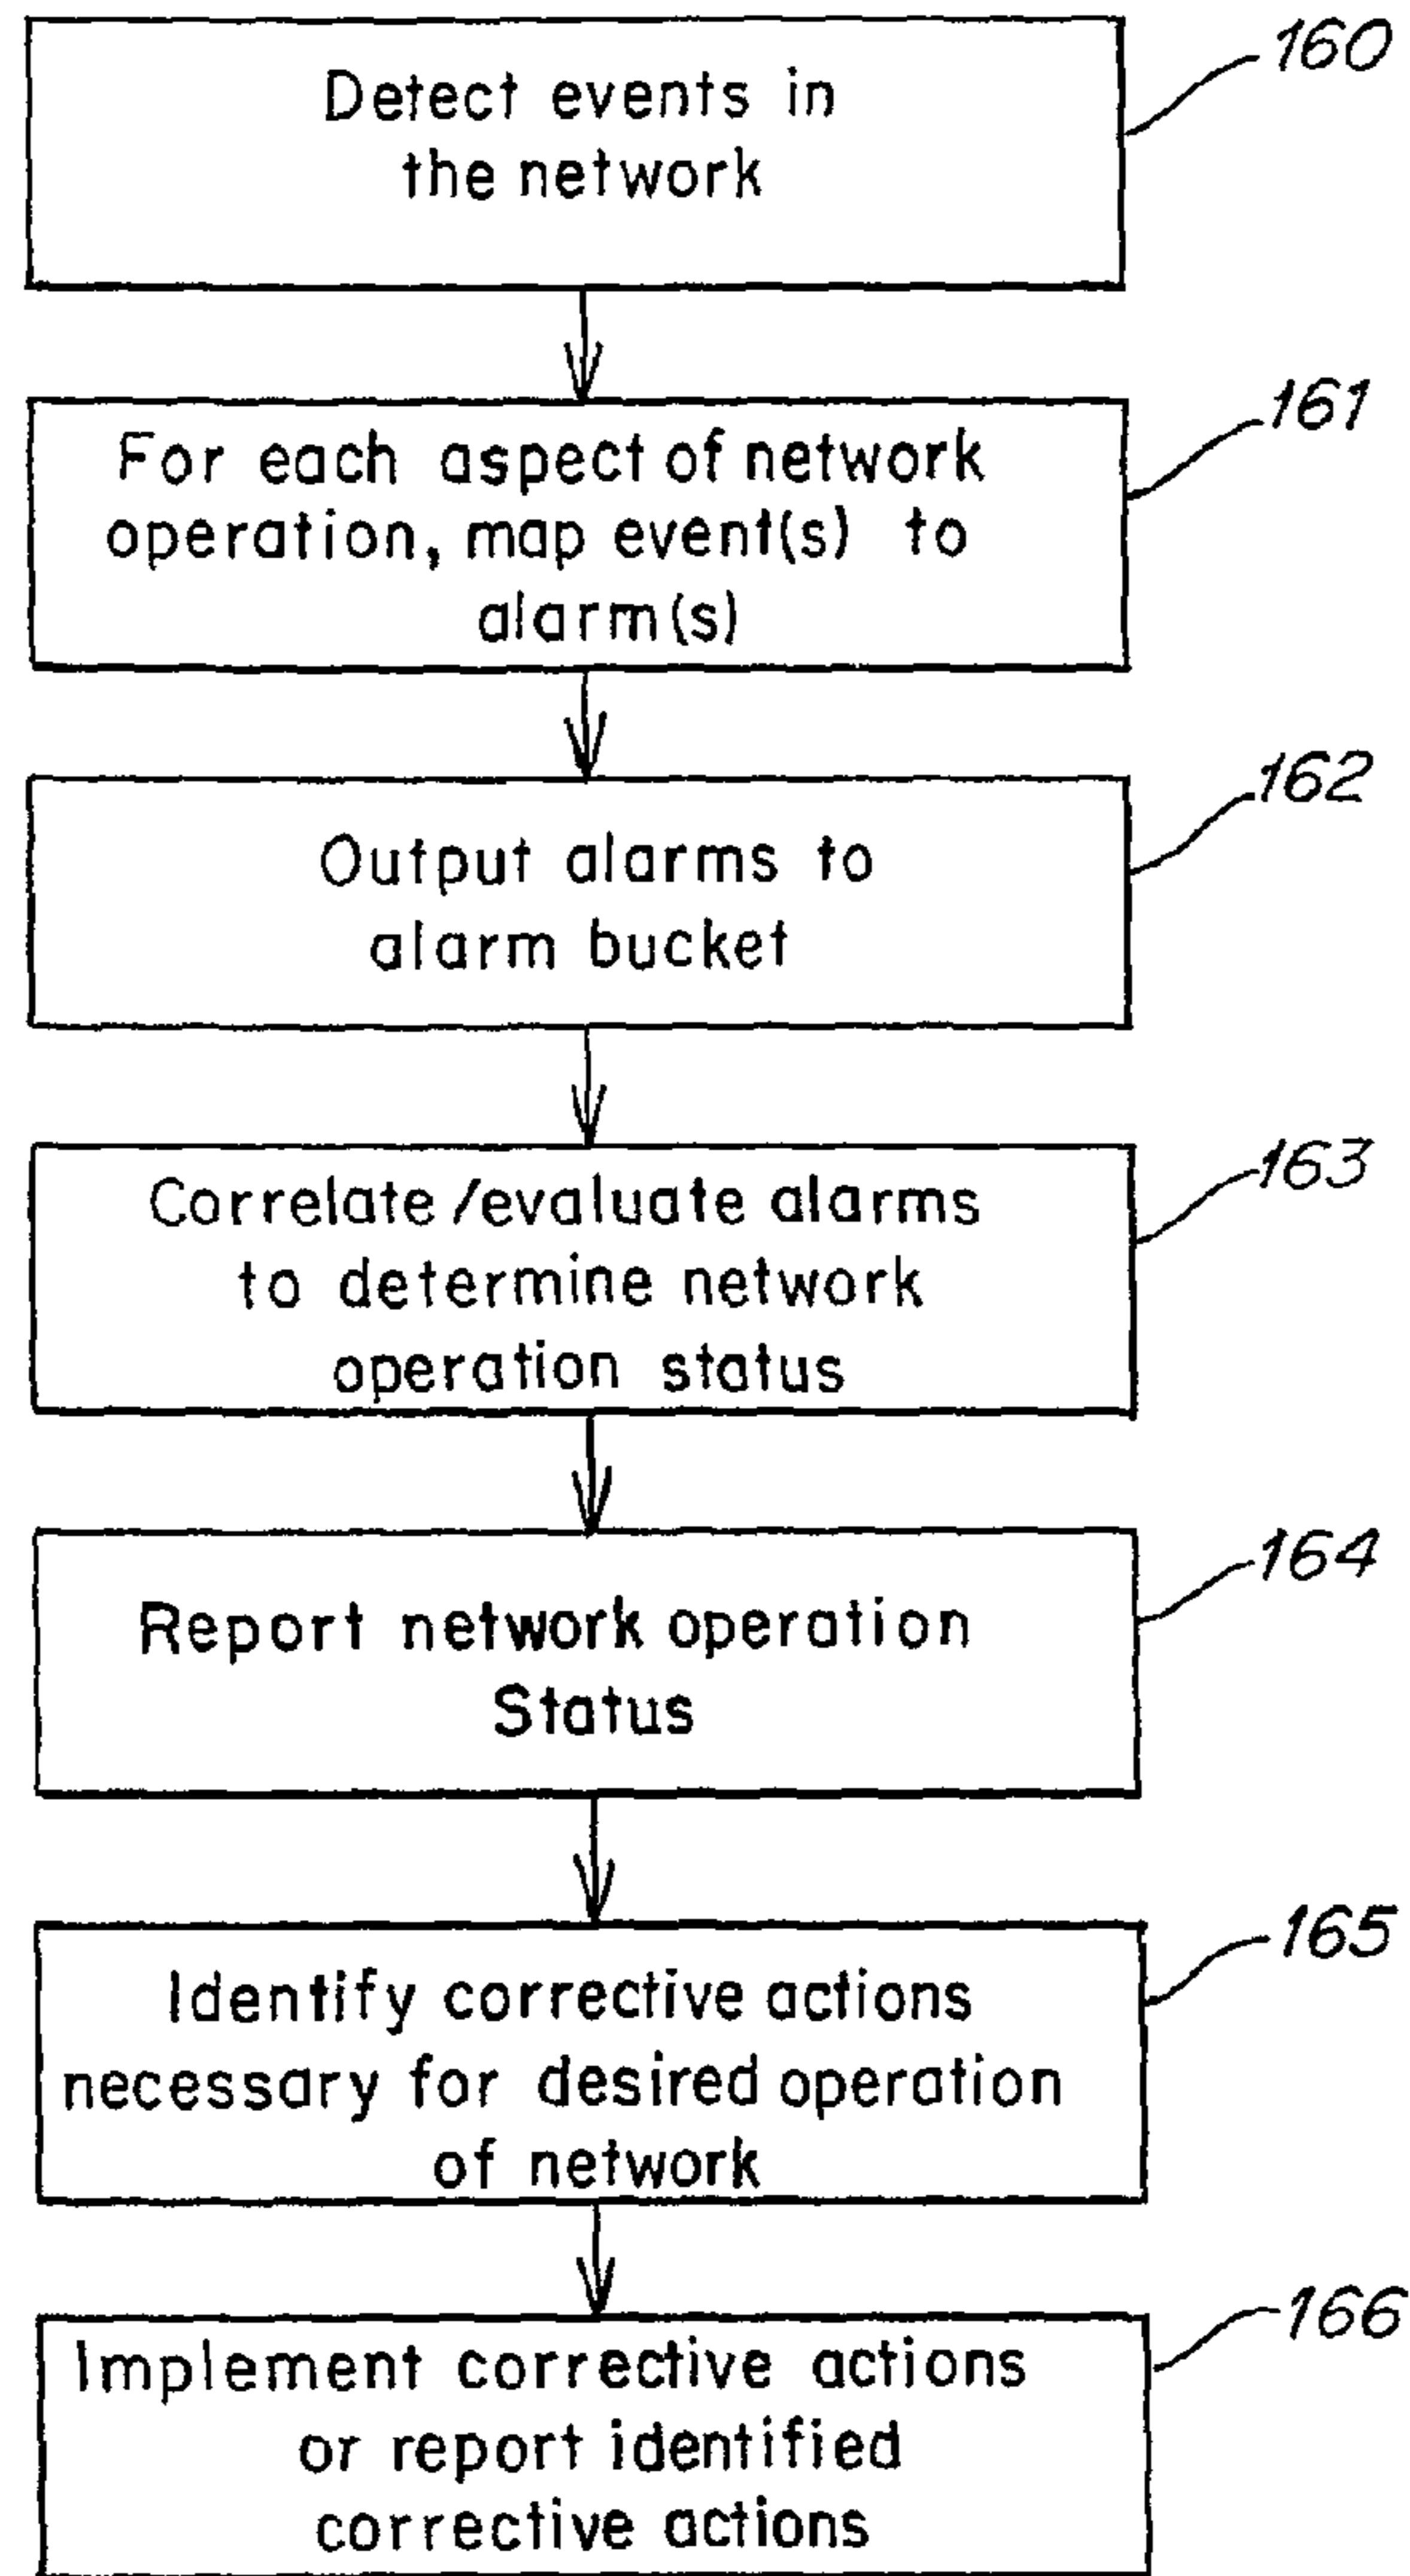 160
Detect events in
the network
161
For each aspect of network
operation, map event(s) to
alarm(s)
162
Output alarms to
alarm bucket
163
Correlate/evaluate alarms
to determine network
operation status
164
Report network operation
Status
165
Identify corrective actions
necessary for desired operation
of network
166
Implement corrective actions
or report identified
corrective actions